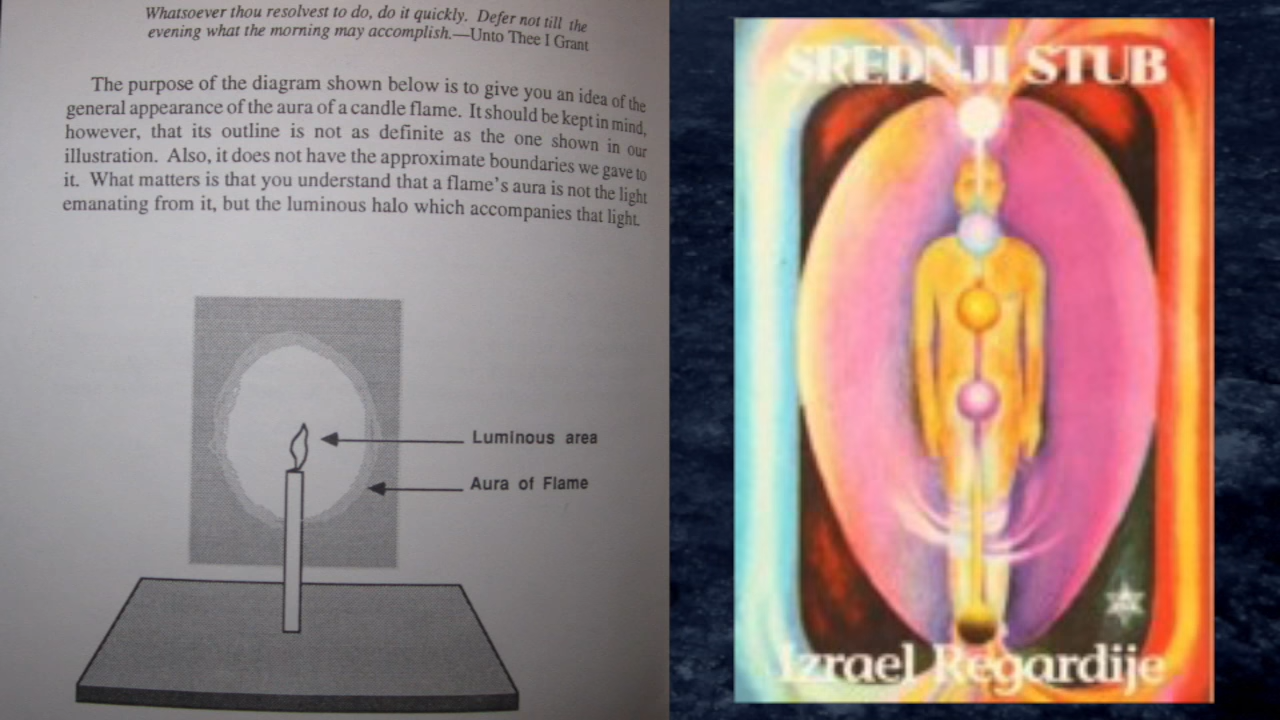 Whatsoever thou resolvest to do, do it quickly. Defer not till the
evening what the morning may accomplish.—Unto Thee I Grant
The purpose of the diagram shown below is to give you an idea of the
general appearance of the aura of a candle flame. It should be kept in mind,
however, that its outline is not as definite as the one shown in our
illustration. Also, it does not have the approximate boundaries we gave to
it. What matters is that you understand that a flame's aura is not the light
emanating from it, but the luminous halo which accompanies that light.
Luminous area
Aura of Flame
SREDNJI STUB
Izrael Regardije